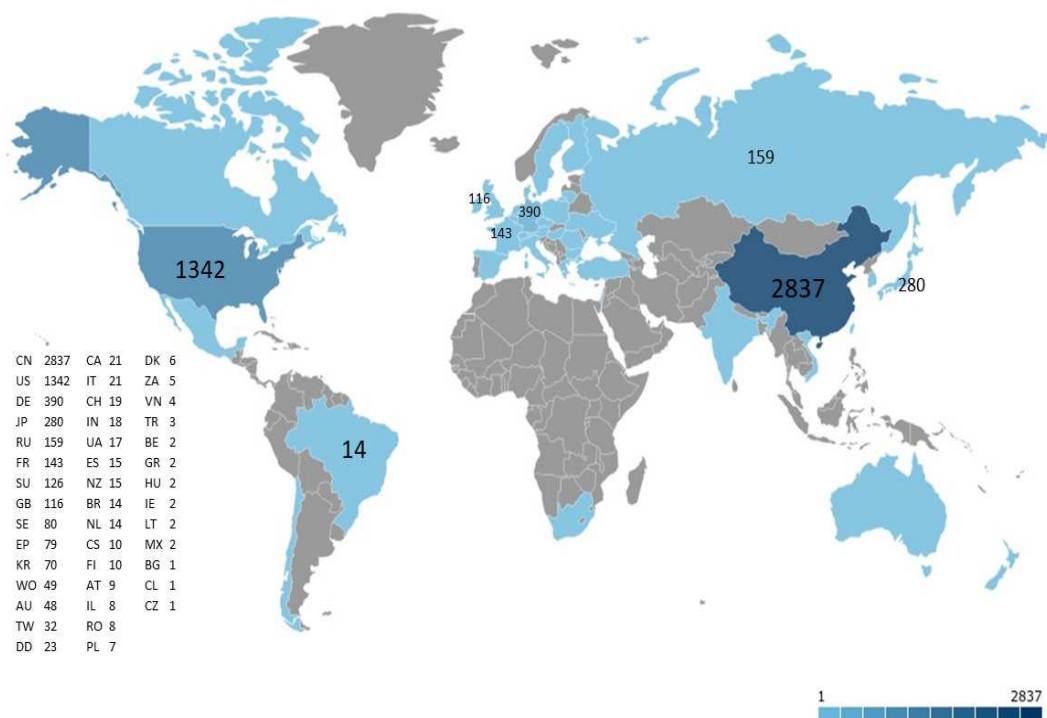 159
116
390
143
1342
2837
280
14
CN 2837 CA 21 DK 6
US 1342 IT 21 ZA 5
DE 390 CH 19 VN 4
JP 280 IN 18 TR 3
RU 159 UA 17 BE 2
FR 143 ES 15 GR 2
SU 126 NZ 15 HU 2
GB 116 BR 14 IE 2
SE 80 NL 14 LT 2
EP 79 CS 10 MX 2
KR 70 FI 10 BG 1
WO 49 AT 9 CL 1
AU 48 IL 8 CZ 1
TW 32 RO 8
DD 23 PL 7
1 2837